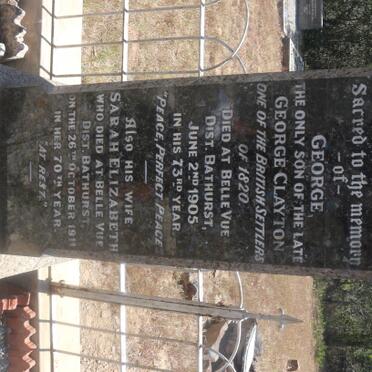 Sacred to the memory
- of -
GEORGE,
THE ONLY SON OF THE LATE
GEORGE CLAYTON
ONE OF THE BRITISH SETTLERS
OF 1820.
DIED AT BELLE VUE
DIST. BATHURST,
JUNE 2ND 1905
IN HIS 73RD YEAR.
"PEACE, PERFECT PEACE"
ALSO HIS WIFE
SARAH ELIZABETH
WHO DIED AT BELLE VUE
DIST. BATHURST.
ON THE 26TH OCTOBER 1911
IN HER 70TH YEAR.
"AT REST."